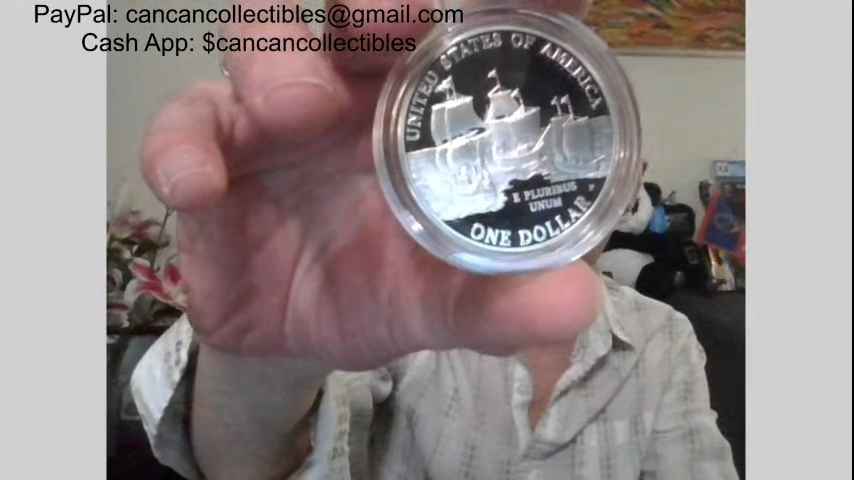 PayPal: cancancollectibles@gmail.com
Cash App: $cancancollectibles
UNITED STATES OF AMERICA
E PLURIBUS
UNUM
P
ONE DOLLAR